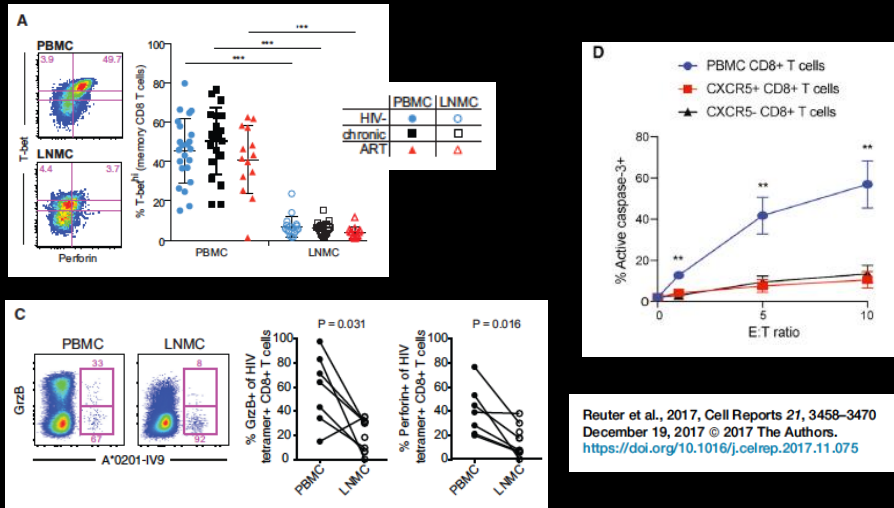 A
PBMC
3.9 49.7
LNMC
4.4 3.7
T-bet
Perforin
% T-bethi (memory CD8 T cells)
100
80
60
40
20
0
***
***
***
PBMC LNMC
PBMC LNMC
HIV-
chronic
ART
D
PBMC CD8+ T cells
CXCR5+ CD8+ T cells
CXCR5- CD8+ T cells
% Active caspase-3+
80
60
40
20
0
**
**
**
0 5 10
E:T ratio
C
PBMC LNMC
33 8
67 92
GrzB
A*0201-IV9
P = 0.031
% GrzB+ of HIV
tetramer+ CD8+ T cells
100
80
60
40
20
0
PBMC LNMC
P = 0.016
% Perforin+ of HIV
tetramer+ CD8+ T cells
100
80
60
40
20
0
PBMC LNMC
Reuter et al., 2017, Cell Reports 21, 3458–3470
December 19, 2017 © 2017 The Authors.
https://doi.org/10.1016/j.celrep.2017.11.075